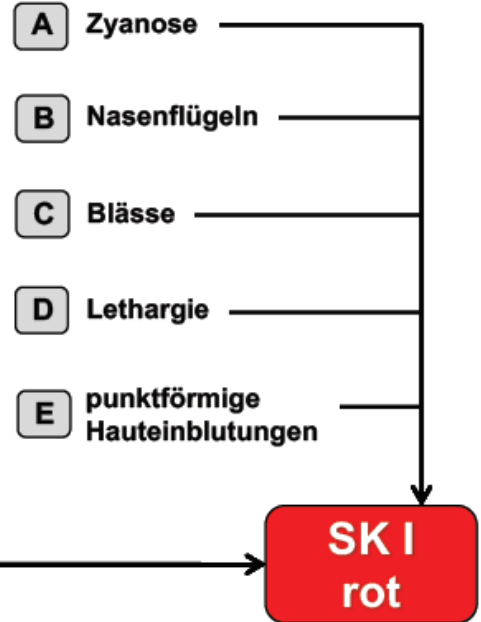 A Zyanose
B Nasenflügeln
C Blässe
D Lethargie
E punktförmige
Hauteinblutungen
SK I
rot